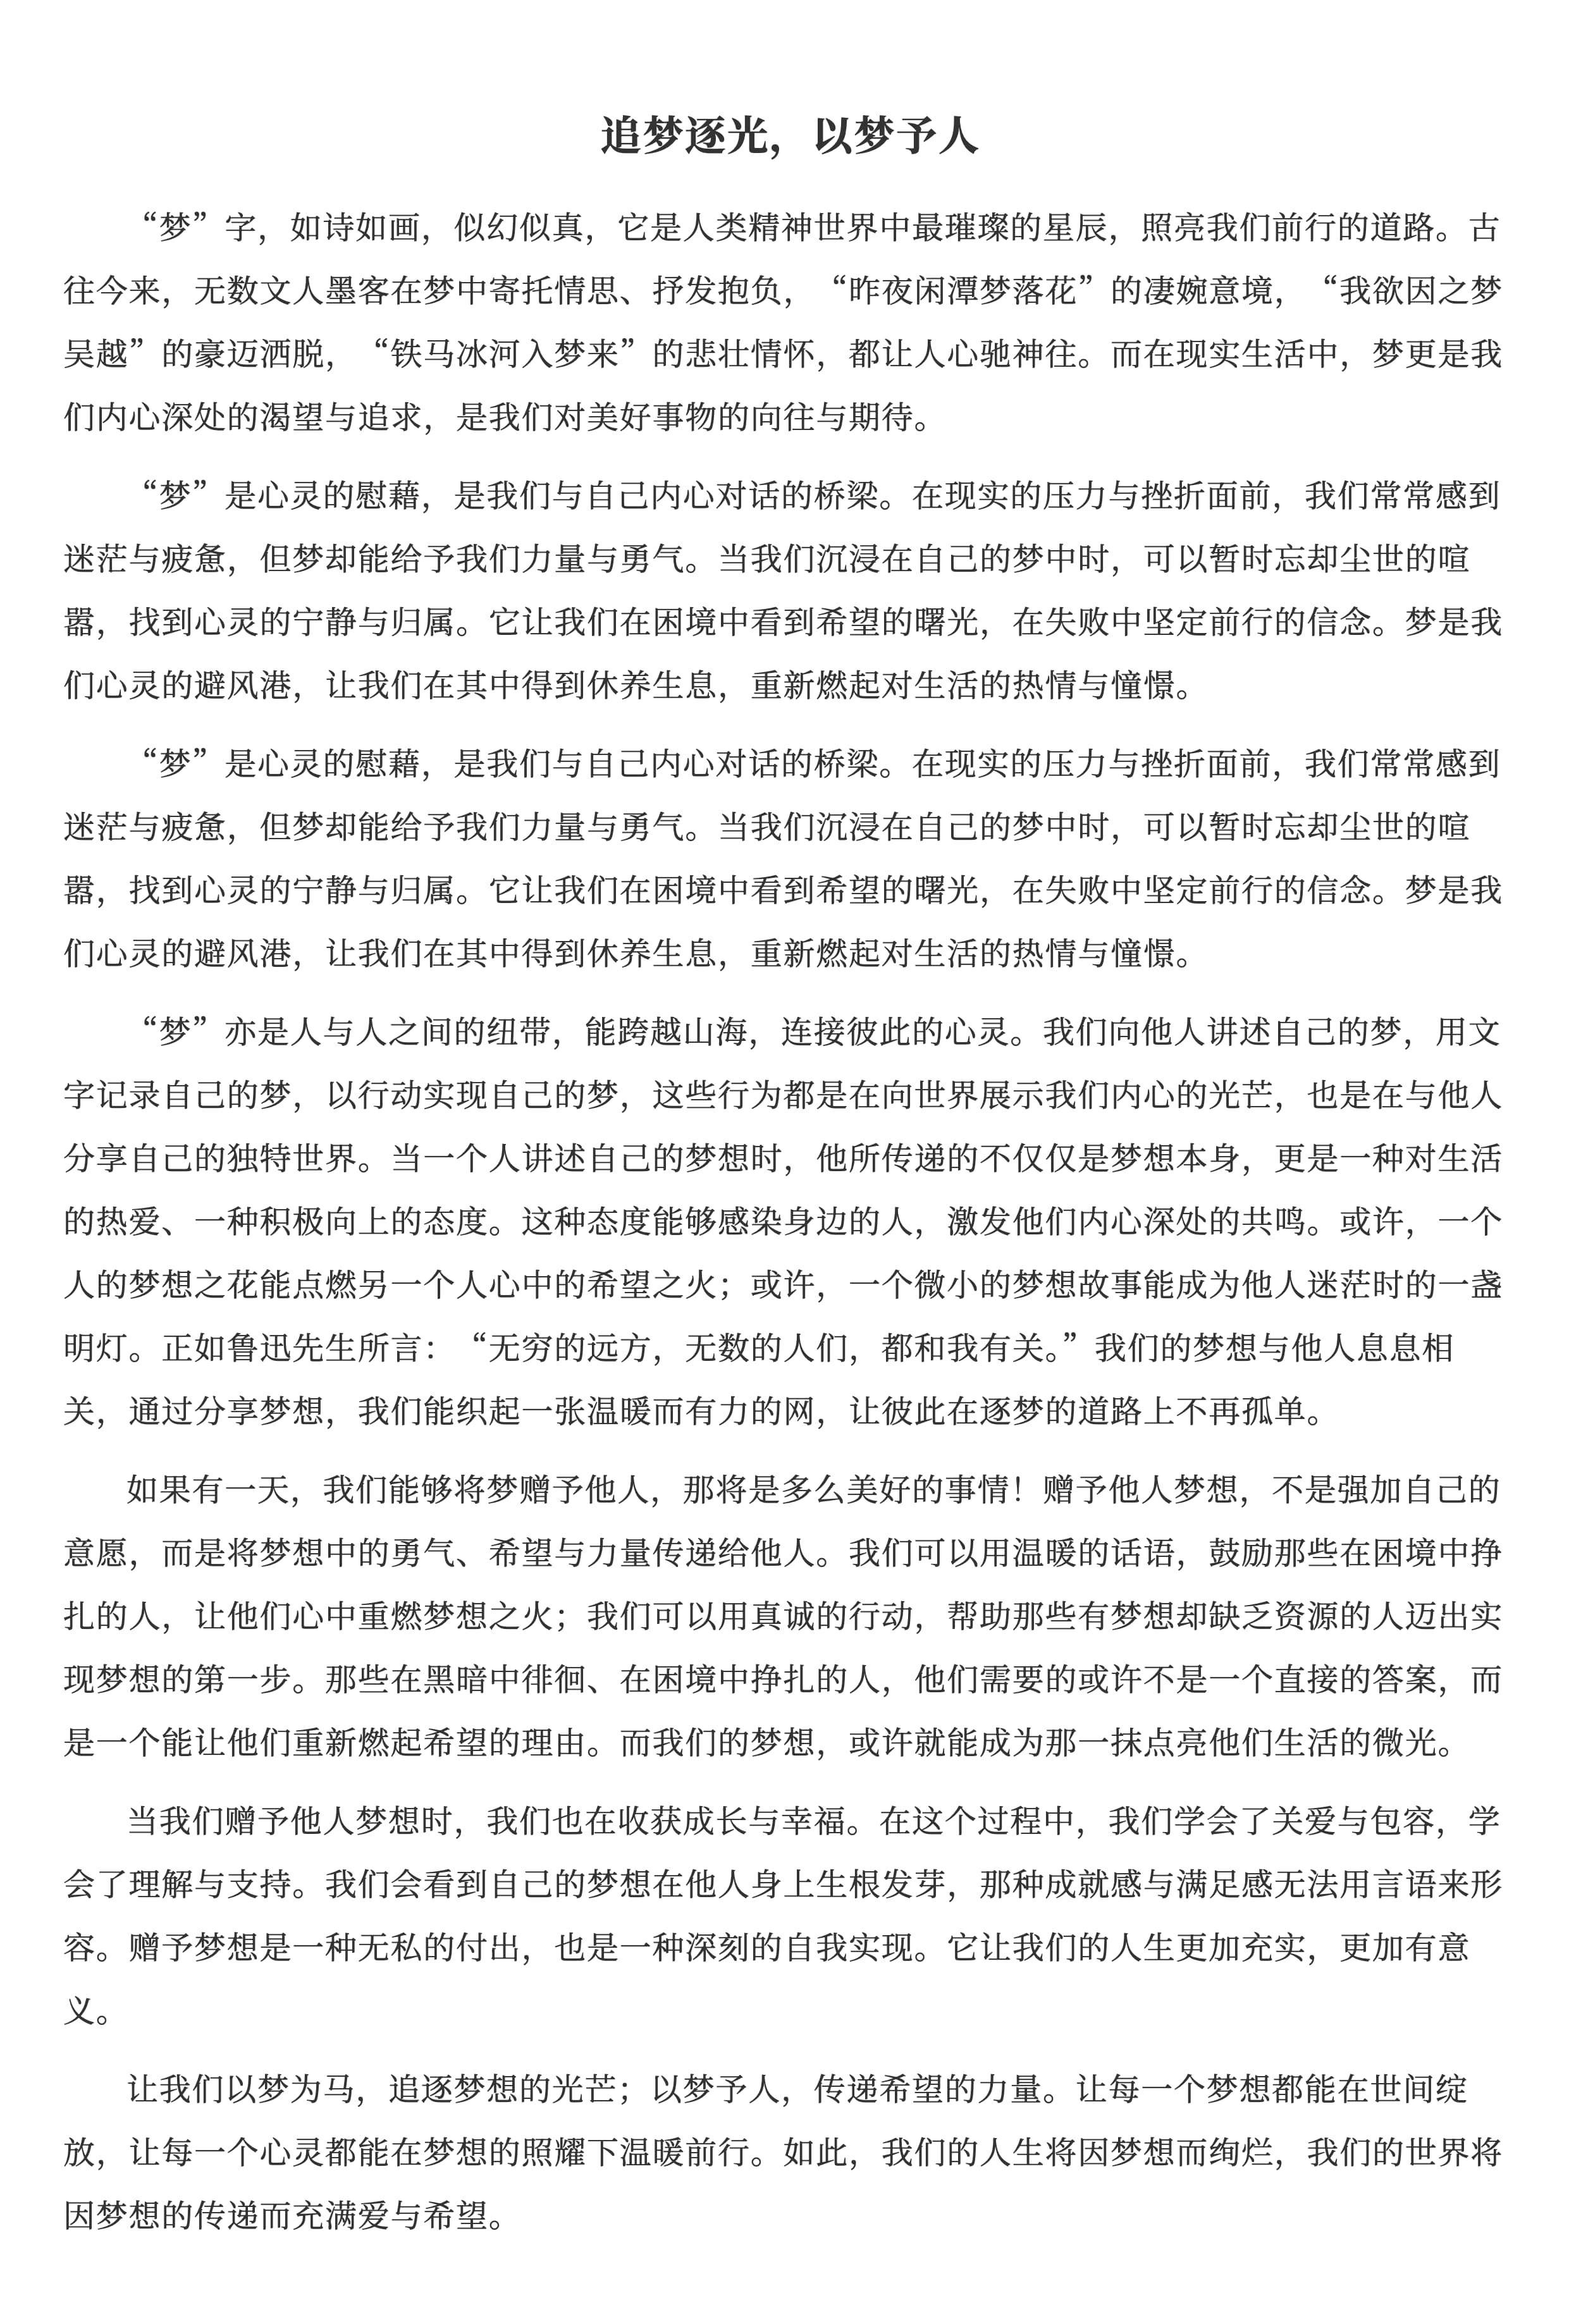 追梦逐光，以梦予人
“梦”字，如诗如画，似幻似真，它是人类精神世界中最璀璨的星辰，照亮我们前行的道路。古
往今来，无数文人墨客在梦中寄托情思、抒发抱负，“昨夜闲潭梦落花”的凄婉意境，“我欲因之梦
吴越”的豪迈洒脱，“铁马冰河入梦来”的悲壮情怀，都让人心驰神往。而在现实生活中，梦更是我
们内心深处的渴望与追求，是我们对美好事物的向往与期待。
“梦”是心灵的慰藉，是我们与自己内心对话的桥梁。在现实的压力与挫折面前，我们常常感到
迷茫与疲惫，但梦却能给予我们力量与勇气。当我们沉浸在自己的梦中时，可以暂时忘却尘世的喧
嚣，找到心灵的宁静与归属。它让我们在困境中看到希望的曙光，在失败中坚定前行的信念。梦是我
们心灵的避风港，让我们在其中得到休养生息，重新燃起对生活的热情与憧憬。
“梦”是心灵的慰藉，是我们与自己内心对话的桥梁。在现实的压力与挫折面前，我们常常感到
迷茫与疲惫，但梦却能给予我们力量与勇气。当我们沉浸在自己的梦中时，可以暂时忘却尘世的喧
嚣，找到心灵的宁静与归属。它让我们在困境中看到希望的曙光，在失败中坚定前行的信念。梦是我
们心灵的避风港，让我们在其中得到休养生息，重新燃起对生活的热情与憧憬。
“梦”亦是人与人之间的纽带，能跨越山海，连接彼此的心灵。我们向他人讲述自己的梦，用文
字记录自己的梦，以行动实现自己的梦，这些行为都是在向世界展示我们内心的光芒，也是在与他人
分享自己的独特世界。当一个人讲述自己的梦想时，他所传递的不仅仅是梦想本身，更是一种对生活
的热爱、一种积极向上的态度。这种态度能够感染身边的人，激发他们内心深处的共鸣。或许，一个
人的梦想之花能点燃另一个人心中的希望之火；或许，一个微小的梦想故事能成为他人迷茫时的一盏
明灯。正如鲁迅先生所言：“无穷的远方，无数的人们，都和我有关。”我们的梦想与他人息息相
关，通过分享梦想，我们能织起一张温暖而有力的网，让彼此在逐梦的道路上不再孤单。
如果有一天，我们能够将梦赠予他人，那将是多么美好的事情！赠予他人梦想，不是强加自己的
意愿，而是将梦想中的勇气、希望与力量传递给他人。我们可以用温暖的话语，鼓励那些在困境中挣
扎的人，让他们心中重燃梦想之火；我们可以用真诚的行动，帮助那些有梦想却缺乏资源的人迈出实
现梦想的第一步。那些在黑暗中徘徊、在困境中挣扎的人，他们需要的或许不是一个直接的答案，而
是一个能让他们重新燃起希望的理由。而我们的梦想，或许就能成为那一抹点亮他们生活的微光。
当我们赠予他人梦想时，我们也在收获成长与幸福。在这个过程中，我们学会了关爱与包容，学
会了理解与支持。我们会看到自己的梦想在他人身上生根发芽，那种成就感与满足感无法用言语来形
容。赠予梦想是一种无私的付出，也是一种深刻的自我实现。它让我们的人生更加充实，更加有意
义。
让我们以梦为马，追逐梦想的光芒；以梦予人，传递希望的力量。让每一个梦想都能在世间绽
放，让每一个心灵都能在梦想的照耀下温暖前行。如此，我们的人生将因梦想而绚烂，我们的世界将
因梦想的传递而充满爱与希望。